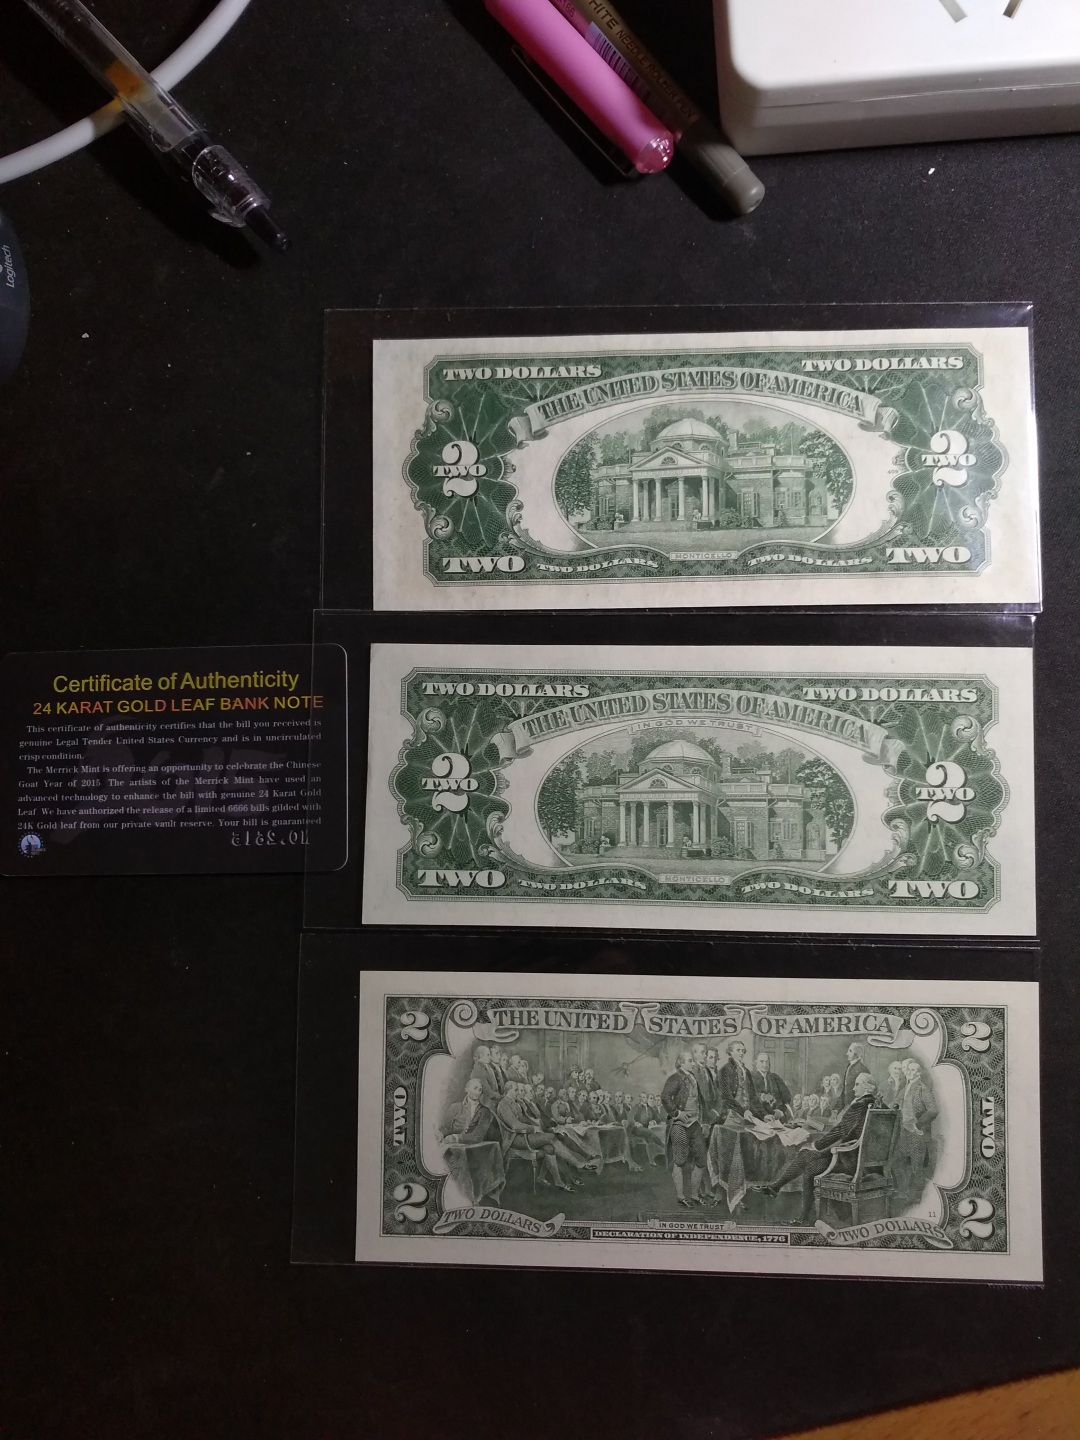 HITE NEEDLE
Logitech
TWO DOLLARS TWO DOLLARS
THE UNITED STATES OF AMERICA
2 2
TWO TWO
MONTICELLO
TWO TWO DOLLARS TWO DOLLARS TWO
TWO DOLLARS TWO DOLLARS
THE UNITED STATES OF AMERICA
IN GOD WE TRUST
2 2
TWO TWO
MONTICELLO
TWO TWO DOLLARS TWO DOLLARS TWO
Certificate of Authenticity
24 KARAT GOLD LEAF BANK NOTE
This certificate of authenticity certifies that the bill you received is
genuine Legal Tender United States Currency and is in uncirculated
crisp condition.
The Merrick Mint is offering an opportunity to celebrate the Chinese
Goat Year of 2015. The artists of the Merrick Mint have used an
advanced technology to enhance the bill with genuine 24 Karat Gold
Leaf. We have authorized the release of a limited 6666 bills gilded with
24K Gold leaf from our private vault reserve. Your bill is guaranteed
2 THE UNITED STATES OF AMERICA 2
TWO TWO
2 2
TWO DOLLARS IN GOD WE TRUST TWO DOLLARS
11
DECLARATION OF INDEPENDENCE, 1776